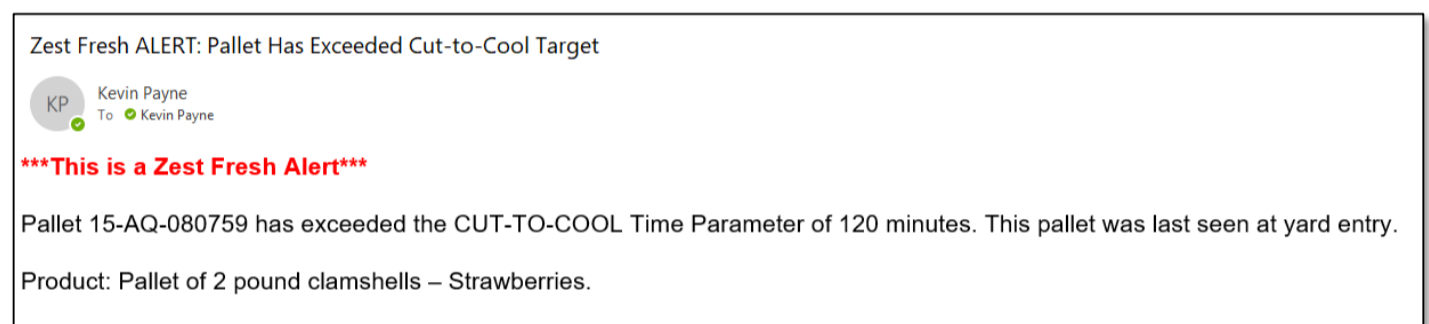 Zest Fresh ALERT: Pallet Has Exceeded Cut-to-Cool Target
KP
Kevin Payne
To Kevin Payne
***This is a Zest Fresh Alert***
Pallet 15-AQ-080759 has exceeded the CUT-TO-COOL Time Parameter of 120 minutes. This pallet was last seen at yard entry.
Product: Pallet of 2 pound clamshells – Strawberries.